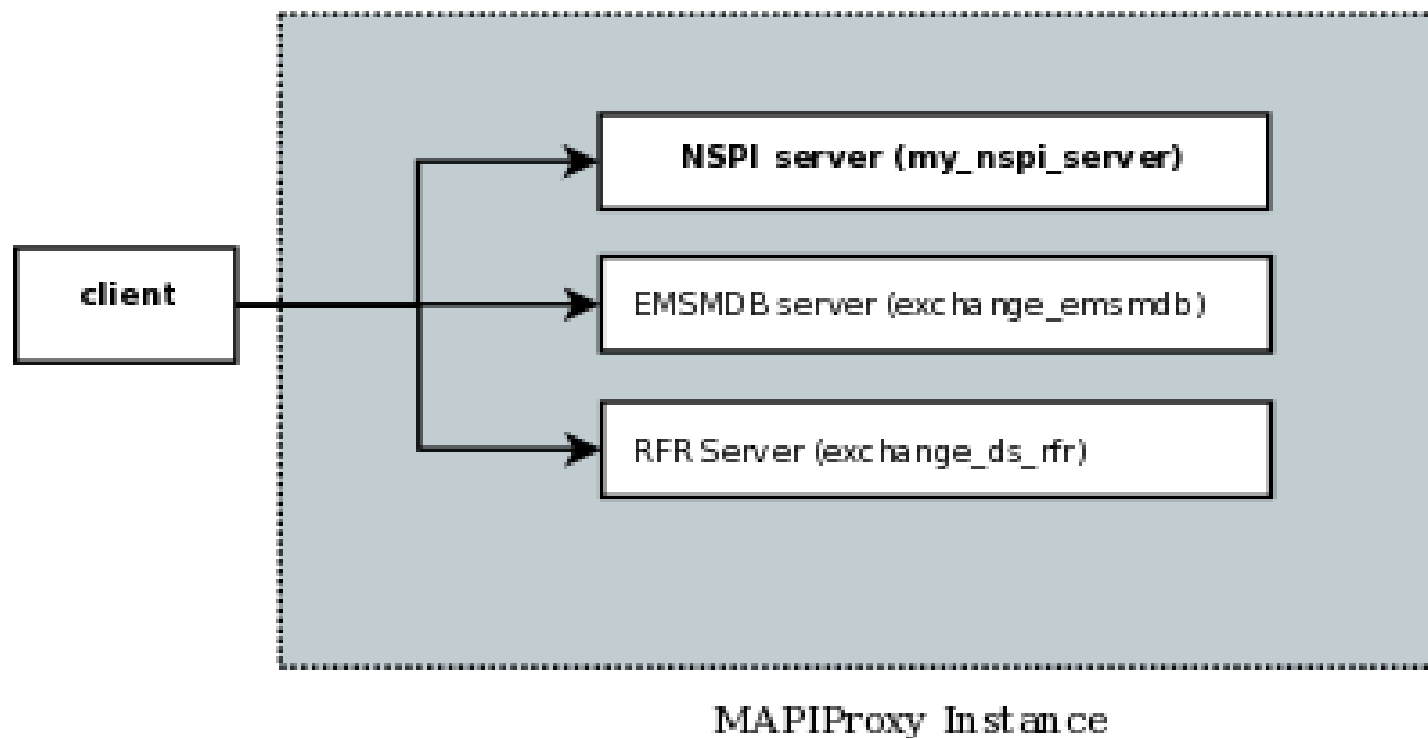 NSPI server (my_nspi_server)
client
EMSMDB server (exchange_emsmdb)
RFR Server (exchange_ds_rfr)
MAPIProxy Instance